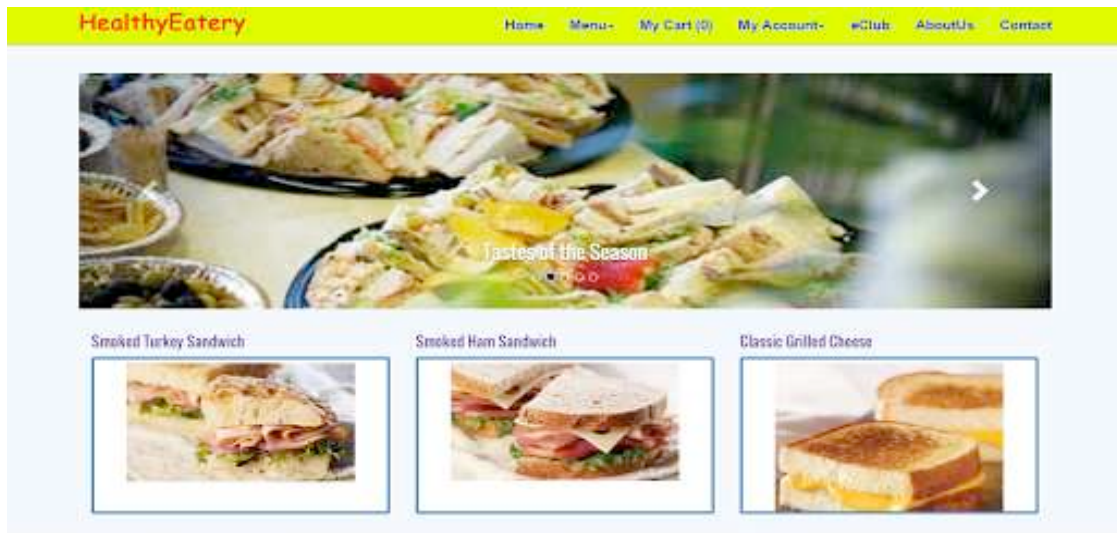 HealthyEatery
Home Menu- My Cart (0) My Account- eClub AboutUs Contact
Tastes of the Season
Smoked Turkey Sandwich Smoked Ham Sandwich Classic Grilled Cheese